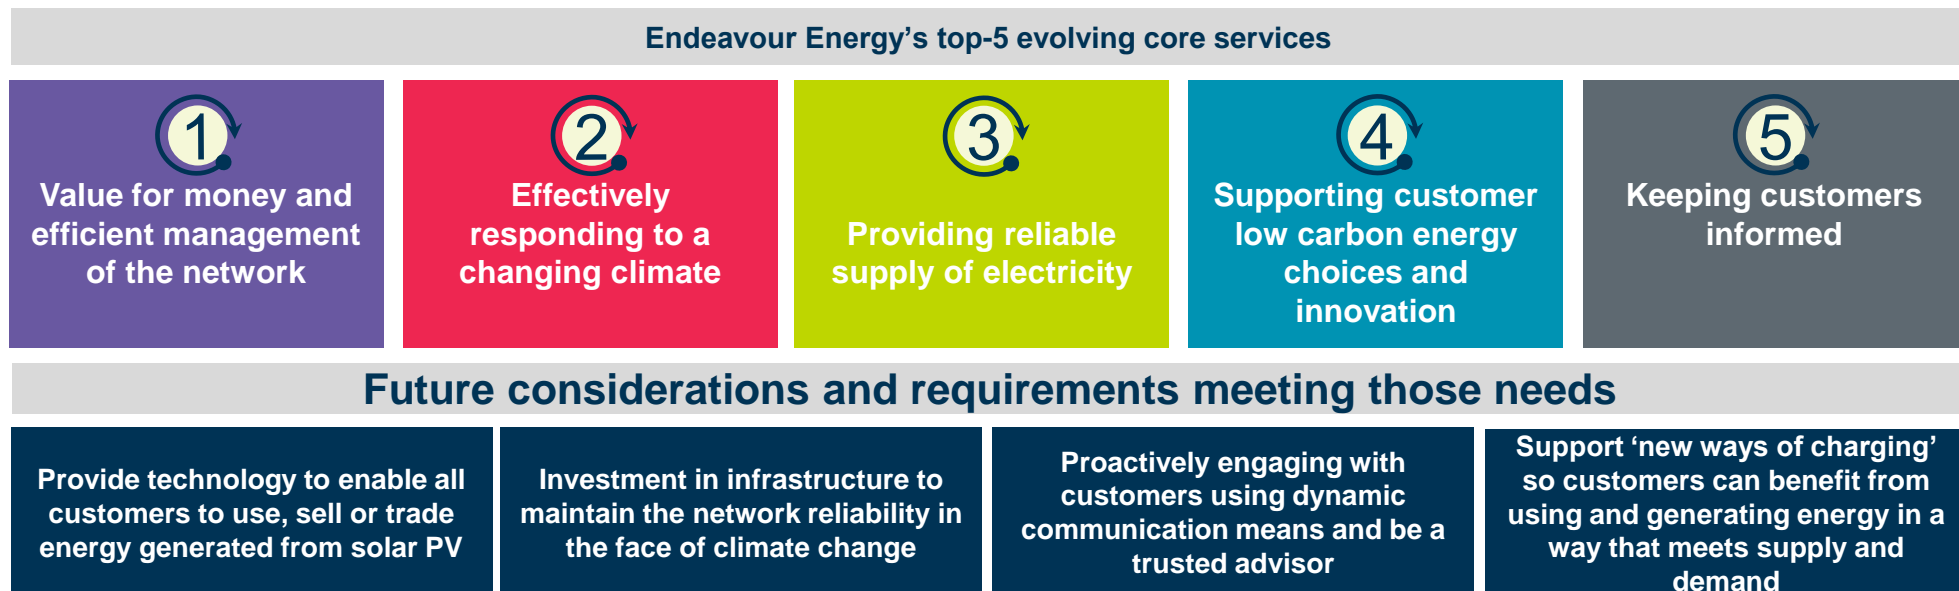 Endeavour Energy’s top-5 evolving core services
1
Value for money and
efficient management
of the network
2
Effectively
responding to a
changing climate
3
Providing reliable
supply of electricity
4
Supporting customer
low carbon energy
choices and
innovation
5
Keeping customers
informed
Future considerations and requirements meeting those needs
Provide technology to enable all
customers to use, sell or trade
energy generated from solar PV
Investment in infrastructure to
maintain the network reliability in
the face of climate change
Proactively engaging with
customers using dynamic
communication means and be a
trusted advisor
Support ‘new ways of charging’
so customers can benefit from
using and generating energy in a
way that meets supply and
demand